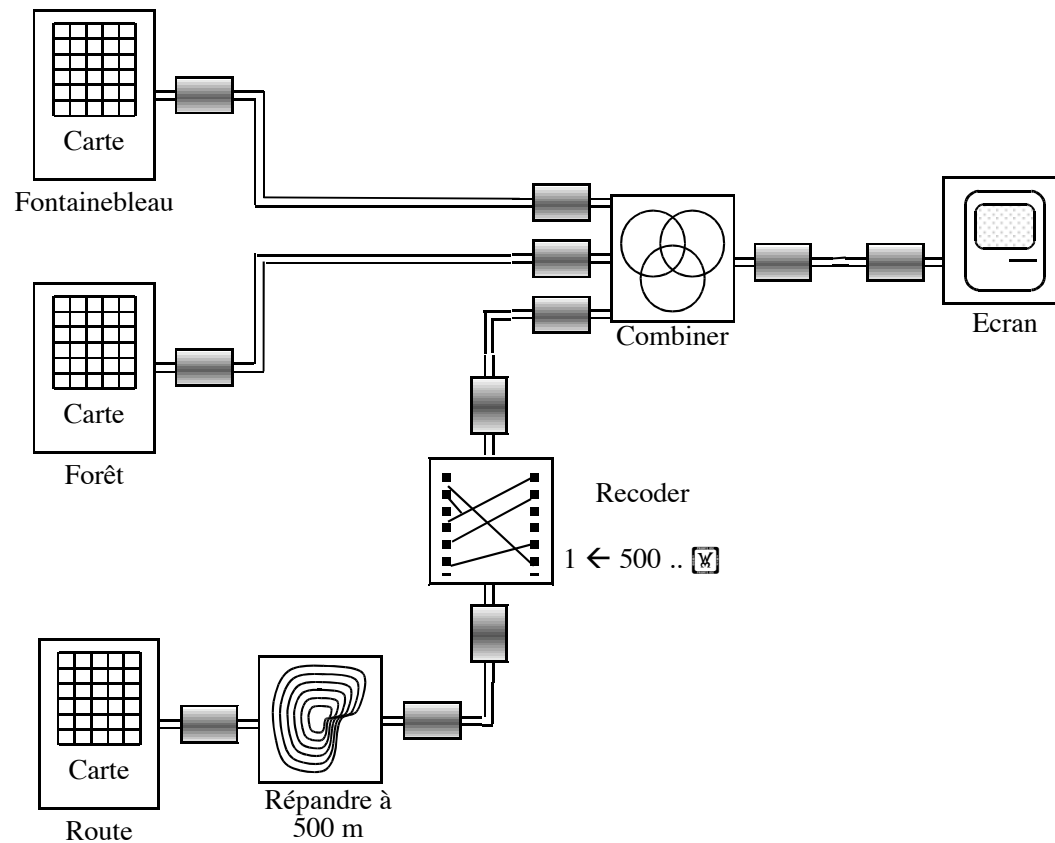 Carte
Fontainebleau
Carte
Forêt
Combiner
Ecran
Recoder
1 ← 500 ..
Carte
Route
Répandre à
500 m